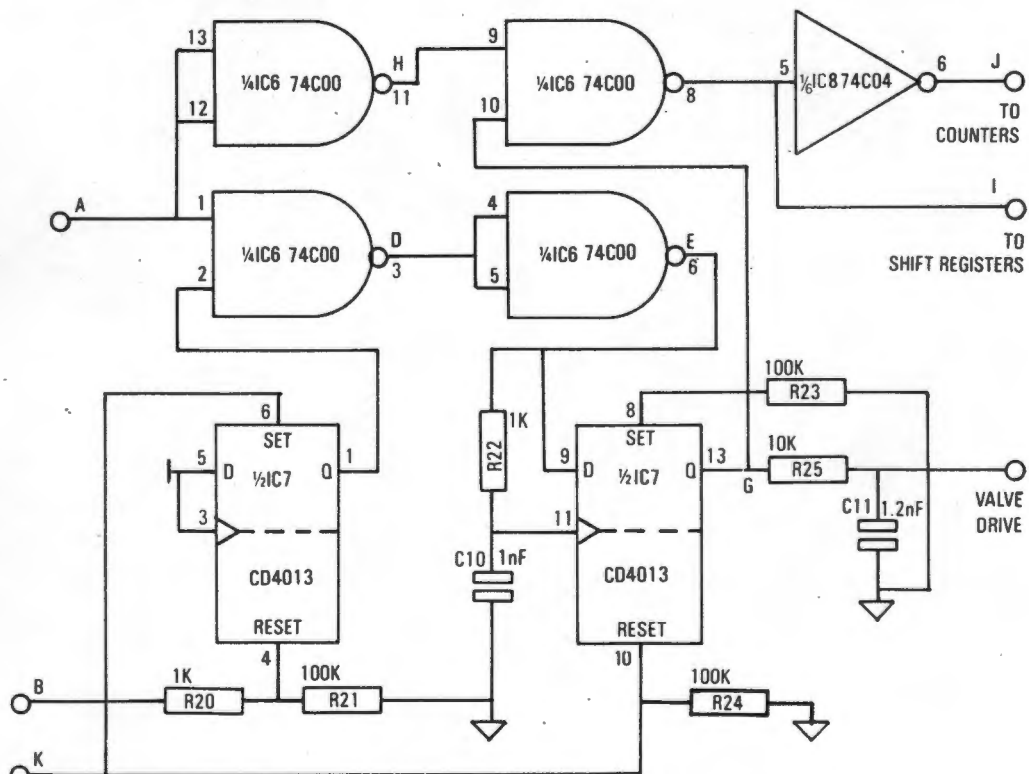 13
12
¼IC6 74C00
H
11
9
10
¼IC6 74C00
8
5
⅙IC8 74C04
6
J
TO
COUNTERS
A
1
2
¼IC6 74C00
D
3
4
5
¼IC6 74C00
E
6
I
TO
SHIFT REGISTERS
6
SET
5
D
½IC7
Q
1
3
CD4013
RESET
4
1K
R22
C10
1nF
8
SET
9
D
½IC7
Q
13
11
CD4013
RESET
10
G
100K
R23
10K
R25
C11
1.2nF
VALVE
DRIVE
B
1K
R20
100K
R21
100K
R24
K